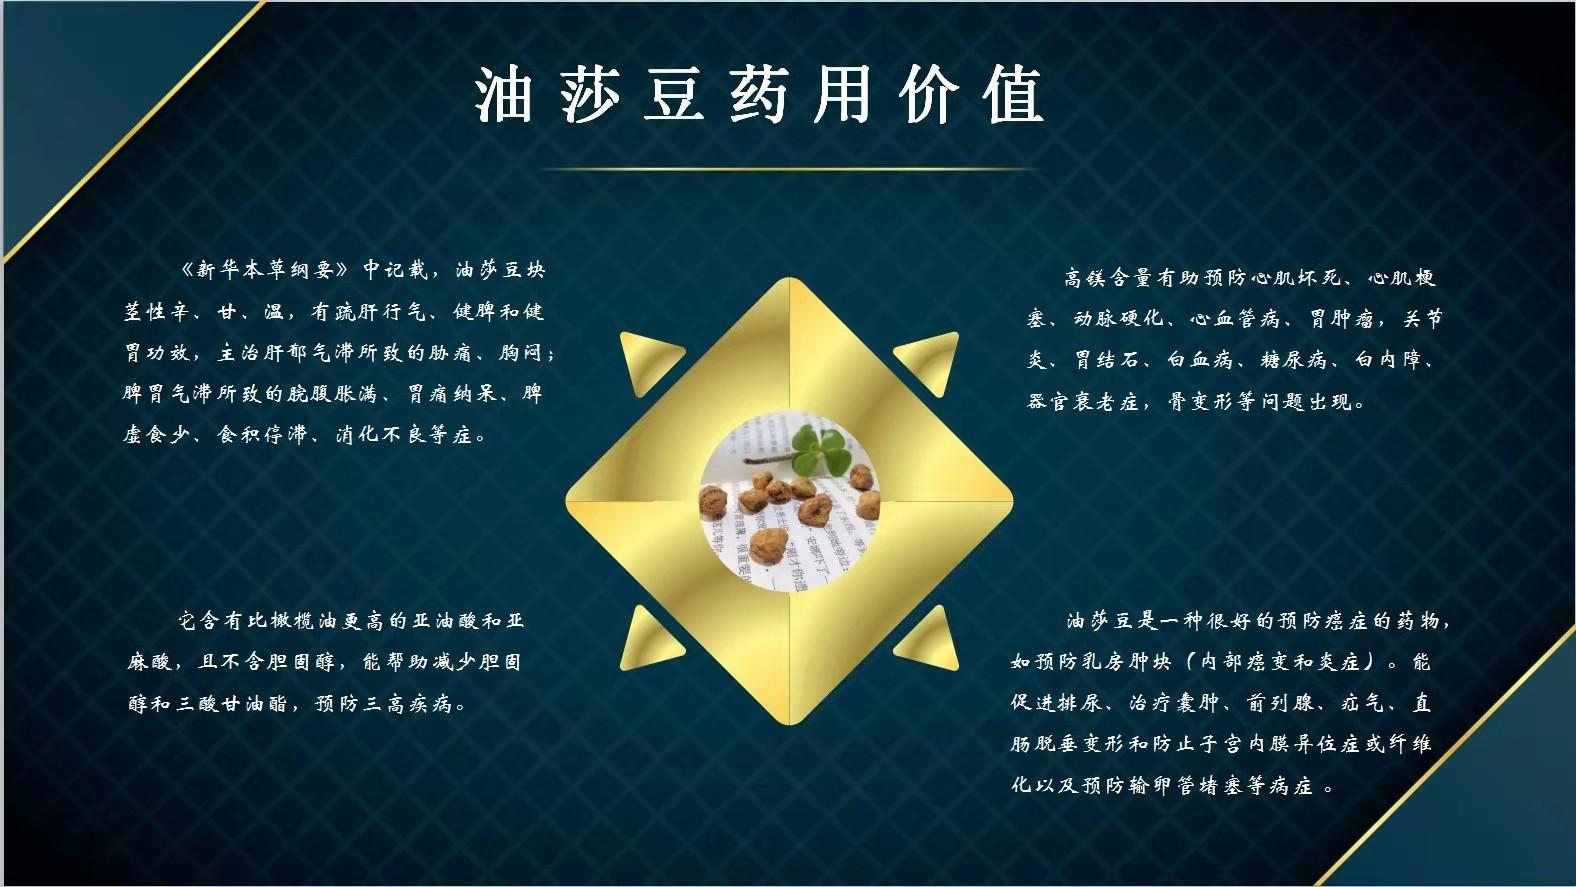 油莎豆药用价值
《新华本草纲要》中记载，油莎豆块
茎性辛、甘、温，有疏肝行气、健脾和健
胃功效，主治肝郁气滞所致的胁痛、胸闷；
脾胃气滞所致的脘腹胀满、胃痛纳呆、脾
虚食少、食积停滞、消化不良等症。
高镁含量有助预防心肌坏死、心肌梗
塞、动脉硬化、心血管病、胃肿瘤，关节
炎、胃结石、白血病、糖尿病、白内障、
器官衰老症，骨变形等问题出现。
它含有比橄榄油更高的亚油酸和亚
麻酸，且不含胆固醇，能帮助减少胆固
醇和三酸甘油酯，预防三高疾病。
油莎豆是一种很好的预防癌症的药物，
如预防乳房肿块（内部癌变和炎症）。能
促进排尿、治疗囊肿、前列腺、疝气、直
肠脱垂变形和防止子宫内膜异位症或纤维
化以及预防输卵管堵塞等病症。